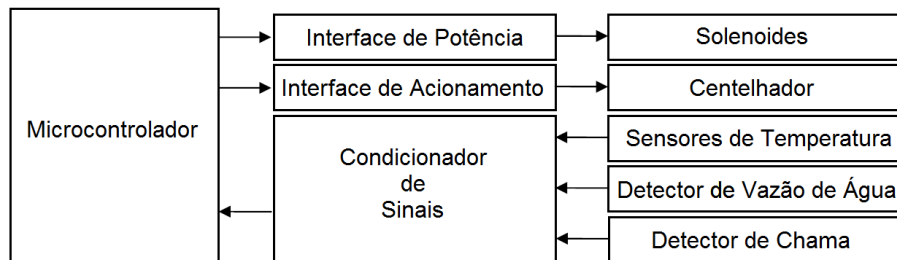 Microcontrolador
Interface de Potência
Solenoides
Interface de Acionamento
Centelhador
Condicionador
de
Sinais
Sensores de Temperatura
Detector de Vazão de Água
Detector de Chama